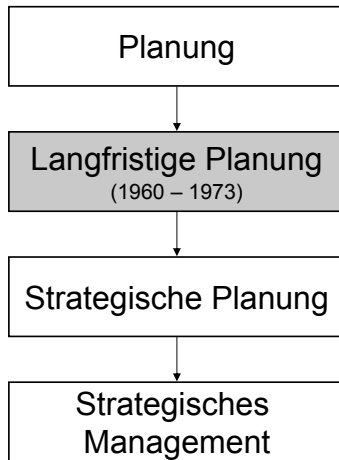 Planung
Langfristige Planung
(1960 – 1973)
Strategische Planung
Strategisches
Management